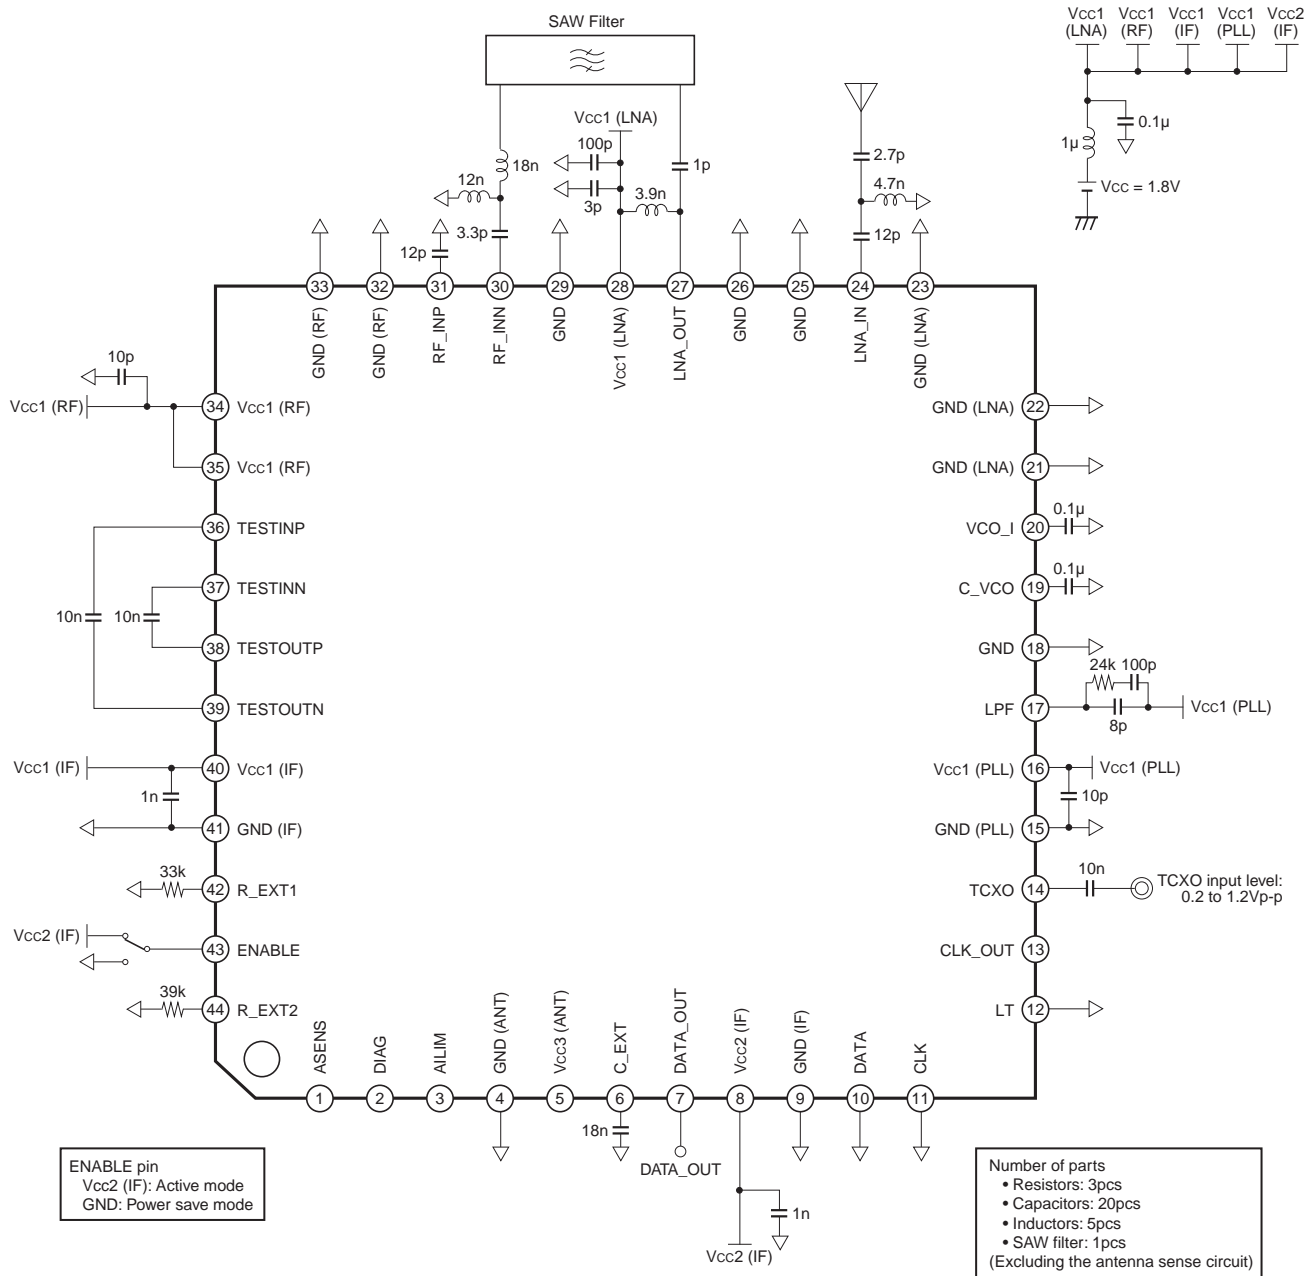 SAW Filter
Vcc1 (LNA)
Vcc1 (RF)
Vcc1 (IF)
Vcc1 (PLL)
Vcc2 (IF)
0.1μ
1μ
Vcc = 1.8V
Vcc1 (LNA)
100p
3p
3.9n
1p
18n
12n
3.3p
12p
2.7p
4.7n
12p
33
32
31
30
29
28
27
26
25
24
23
GND (RF)
GND (RF)
RF_INP
RF_INN
GND
Vcc1 (LNA)
LNA_OUT
GND
GND
LNA_IN
GND (LNA)
10p
Vcc1 (RF)
34 Vcc1 (RF)
35 Vcc1 (RF)
36 TESTINP
37 TESTINN
10n
10n
38 TESTOUTP
39 TESTOUTN
Vcc1 (IF)
40 Vcc1 (IF)
1n
41 GND (IF)
33k
42 R_EXT1
Vcc2 (IF)
43 ENABLE
39k
44 R_EXT2
GND (LNA) 22
GND (LNA) 21
VCO_I 20
0.1μ
C_VCO 19
0.1μ
GND 18
24k 100p
LPF 17
8p
Vcc1 (PLL)
Vcc1 (PLL) 16
Vcc1 (PLL)
10p
GND (PLL) 15
10n
TCXO 14
TCXO input level:
0.2 to 1.2Vp-p
CLK_OUT 13
LT 12
ASENS
DIAG
AILIM
GND (ANT)
Vcc3 (ANT)
C_EXT
DATA_OUT
Vcc2 (IF)
GND (IF)
DATA
CLK
1
2
3
4
5
6
7
8
9
10
11
18n
DATA_OUT
1n
Vcc2 (IF)
ENABLE pin
Vcc2 (IF): Active mode
GND: Power save mode
Number of parts
• Resistors: 3pcs
• Capacitors: 20pcs
• Inductors: 5pcs
• SAW filter: 1pcs
(Excluding the antenna sense circuit)